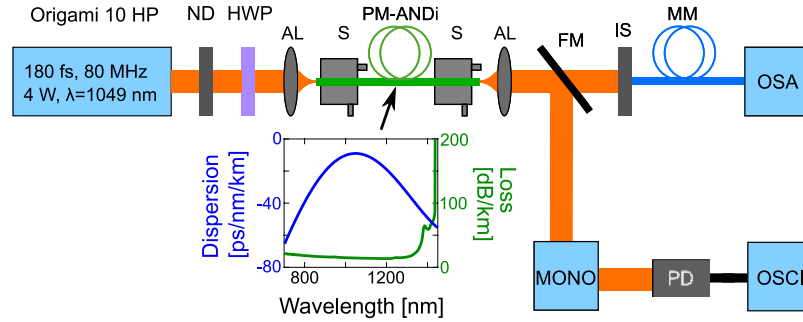 Origami 10 HP
ND
HWP
AL
S
PM-ANDi
S
AL
FM
IS
MM
180 fs, 80 MHz
4 W, λ=1049 nm
OSA
0
-40
-80
Dispersion
[ps/nm/km]
200
100
0
Loss
[dB/km]
800
1200
Wavelength [nm]
MONO
PD
OSCI